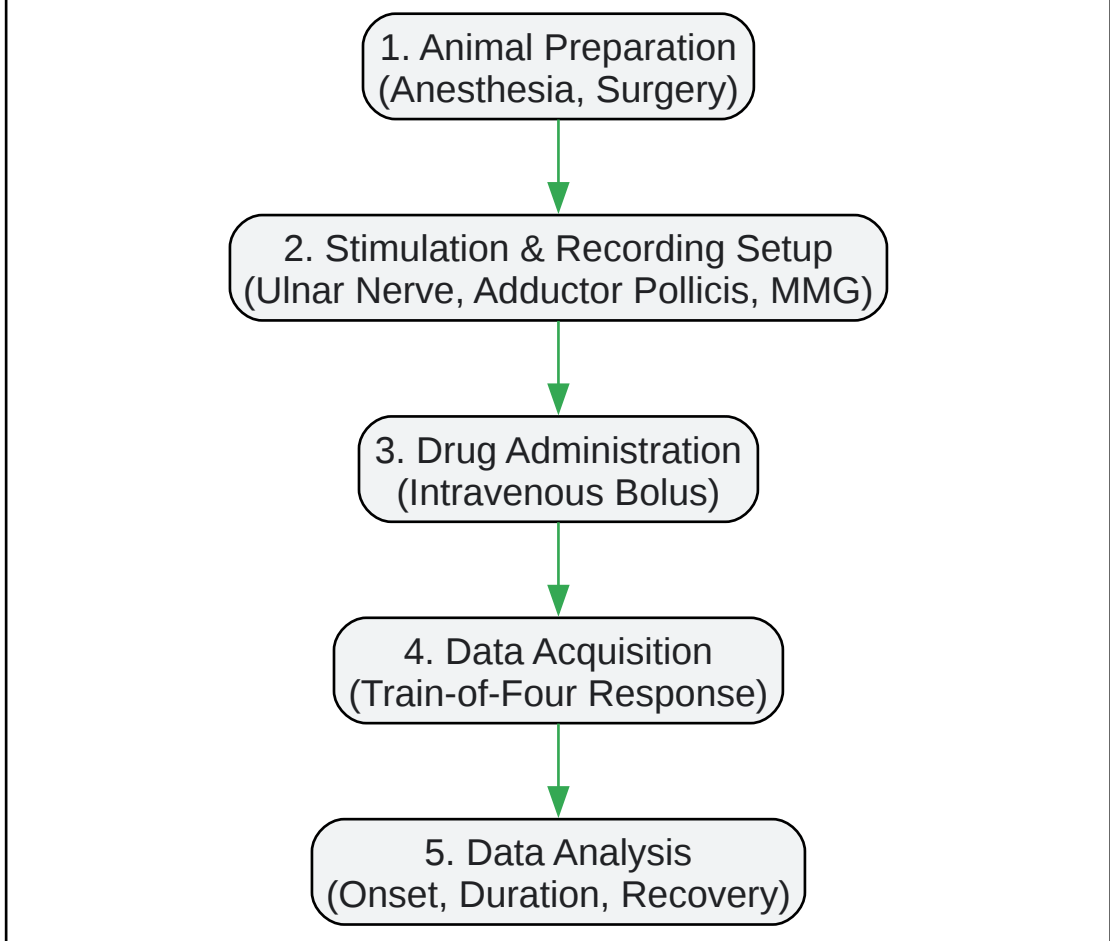 1. Animal Preparation
(Anesthesia, Surgery)
2. Stimulation & Recording Setup
(Ulnar Nerve, Adductor Pollicis, MMG)
3. Drug Administration
(Intravenous Bolus)
4. Data Acquisition
(Train-of-Four Response)
5. Data Analysis
(Onset, Duration, Recovery)